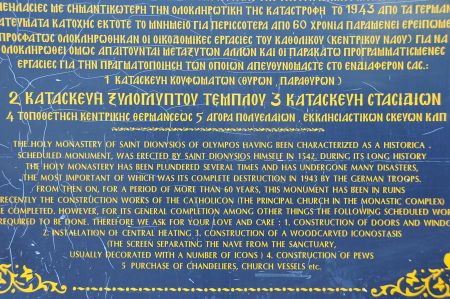 ΠΕΗΛΑΣΙΕΣ ΜΕ ΣΗΜΑΝΤΙΚΩΤΕΡΗ ΤΗΝ ΟΛΟΚΛΗΡΩΤΙΚΗ ΤΗΣ ΚΑΤΑΣΤΡΟΦΗ ΤΟ 1943 ΑΠΟ ΤΑ ΓΕΡΜΑΝ
ΑΤΕΥΜΑΤΑ ΚΑΤΟΧΗΣ ΕΚΤΟΤΕ ΤΟ ΜΝΗΜΕΙΟ ΓΙΑ ΠΕΡΙΣΣΟΤΕΡΑ ΑΠΟ 60 ΧΡΟΝΙΑ ΠΑΡΑΜΕΝΕΙ ΕΡΕΙΠΩΜΕ
ΠΡΟΣΦΑΤΩΣ ΟΛΟΚΛΗΡΩΘΗΚΑΝ ΟΙ ΟΙΚΟΔΟΜΙΚΕΣ ΕΡΓΑΣΙΕΣ ΤΟΥ ΚΑΘΟΛΙΚΟΥ (ΚΕΝΤΡΙΚΟΥ ΝΑΟΥ) ΓΙΑ ΝΑ
ΟΛΟΚΛΗΡΩΘΕΙ ΟΜΩΣ ΑΠΑΙΤΟΥΝΤΑΙ ΜΕΤΑΞΥ ΤΩΝ ΑΛΛΩΝ ΚΑΙ ΟΙ ΠΑΡΑΚΑΤΩ ΠΡΟΓΡΑΜΜΑΤΙΣΜΕΝΕΣ
ΕΡΓΑΣΙΕΣ ΓΙΑ ΤΗΝ ΠΡΑΓΜΑΤΟΠΟΙΗΣΗ ΤΩΝ ΟΠΟΙΩΝ ΑΠΕΥΘΥΝΟΜΑΣΤΕ ΣΤΟ ΕΝΔΙΑΦΕΡΟΝ ΣΑΣ:
1 ΚΑΤΑΣΚΕΥΗ ΚΟΥΦΩΜΑΤΩΝ (ΘΥΡΩΝ, ΠΑΡΑΘΥΡΩΝ)
2 ΚΑΤΑΣΚΕΥΗ ΞΥΛΟΓΛΥΠΤΟΥ ΤΕΜΠΛΟΥ 3 ΚΑΤΑΣΚΕΥΗ ΣΤΑΣΙΔΙΩΝ
4 ΤΟΠΟΘΕΤΗΣΗ ΚΕΝΤΡΙΚΗΣ ΘΕΡΜΑΝΣΕΩΣ 5 ΑΓΟΡΑ ΠΟΛΥΕΛΑΙΩΝ, ΕΚΚΛΗΣΙΑΣΤΙΚΩΝ ΣΚΕΥΩΝ ΚΛΠ
THE HOLY MONASTERY OF SAINT DIONYSIOS OF OLYMPOS HAVING BEEN CHARACTERIZED AS A HISTORICA
SCHEDULED MONUMENT, WAS ERECTED BY SAINT DIONYSIOS HIMSELF IN 1542. DURING ITS LONG HISTORY
THE HOLY MONASTERY HAS BEEN PLUNDERED SEVERAL TIMES AND HAS UNDERGONE MANY DISASTERS,
THE MOST IMPORTANT OF WHICH WAS ITS COMPLETE DESTRUCTION IN 1943 BY THE GERMAN TROOPS.
FROM THEN ON, FOR A PERIOD OF MORE THAN 60 YEARS, THIS MONUMENT HAS BEEN IN RUINS
RECENTLY THE CONSTRUCTION WORKS OF THE CATHOLICON (THE PRINCIPAL CHURCH IN THE MONASTIC COMPLEX)
E COMPLETED. HOWEVER, FOR ITS GENERAL COMPLETION AMONG OTHER THINGS THE FOLLOWING SCHEDULED WOR
REQUIRED TO BE DONE. THEREFORE WE ASK FOR YOUR LOVE AND CARE : 1. CONSTRUCTION OF DOORS AND WINDO
2. INSTALLATION OF CENTRAL HEATING 3. CONSTRUCTION OF A WOODCARVED ICONOSTASIS
(THE SCREEN SEPARATING THE NAVE FROM THE SANCTUARY,
USUALLY DECORATED WITH A NUMBER OF ICONS ) 4. CONSTRUCTION OF PEWS
5 PURCHASE OF CHANDELIERS, CHURCH VESSELS etc.